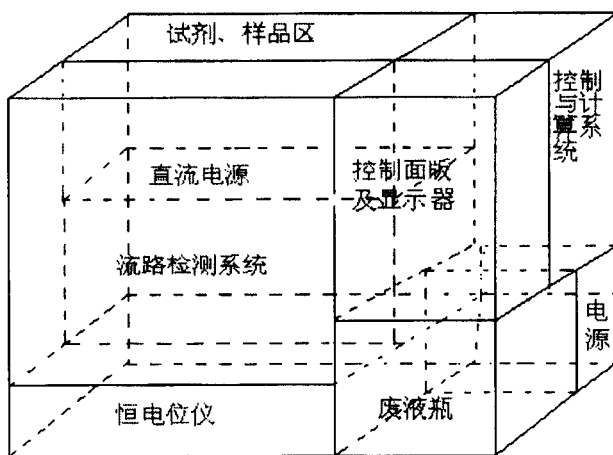 试剂、样品区
控制
与计
算系
统
直流电源
控制面版
及显示器
流路检测系统
电
源
恒电位仪
废液瓶